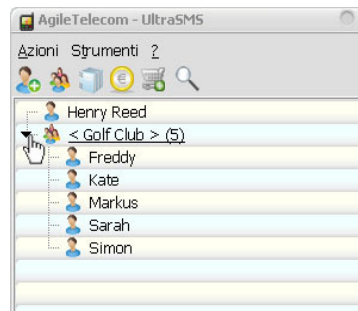 AgileTelecom - UltraSMS
Azioni Strumenti ?
Henry Reed
< Golf Club > (5)
Freddy
Kate
Markus
Sarah
Simon